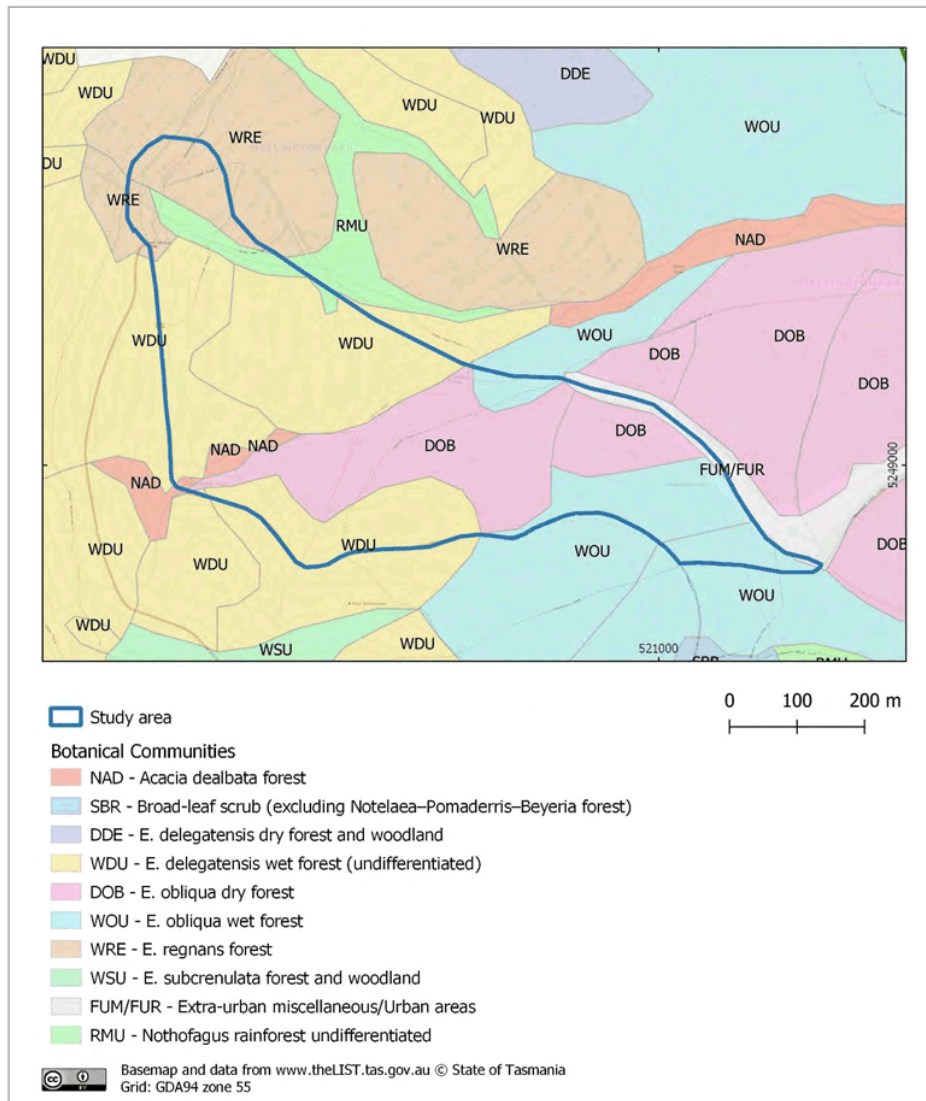 WDU
DDE
WDU
WDU
WDU
WOU
WRE
DU
WRE
RMU
NAD
WRE
WOU
DOB
WDU
WDU
DOB
DOB
DOB
DOB
NAD
NAD
FUM/FUR
5249000
NAD
WDU
WDU
WOU
DOB
WDU
WOU
WDU
WSU
WDU
521000
SBR
RMU
0 100 200 m
Study area
Botanical Communities
NAD - Acacia dealbata forest
SBR - Broad-leaf scrub (excluding Notelaea–Pomaderris–Beyeria forest)
DDE - E. delegatensis dry forest and woodland
WDU - E. delegatensis wet forest (undifferentiated)
DOB - E. obliqua dry forest
WOU - E. obliqua wet forest
WRE - E. regnans forest
WSU - E. subcrenulata forest and woodland
FUM/FUR - Extra-urban miscellaneous/Urban areas
RMU - Nothofagus rainforest undifferentiated
cc BY
Basemap and data from www.theLIST.tas.gov.au © State of Tasmania
Grid: GDA94 zone 55